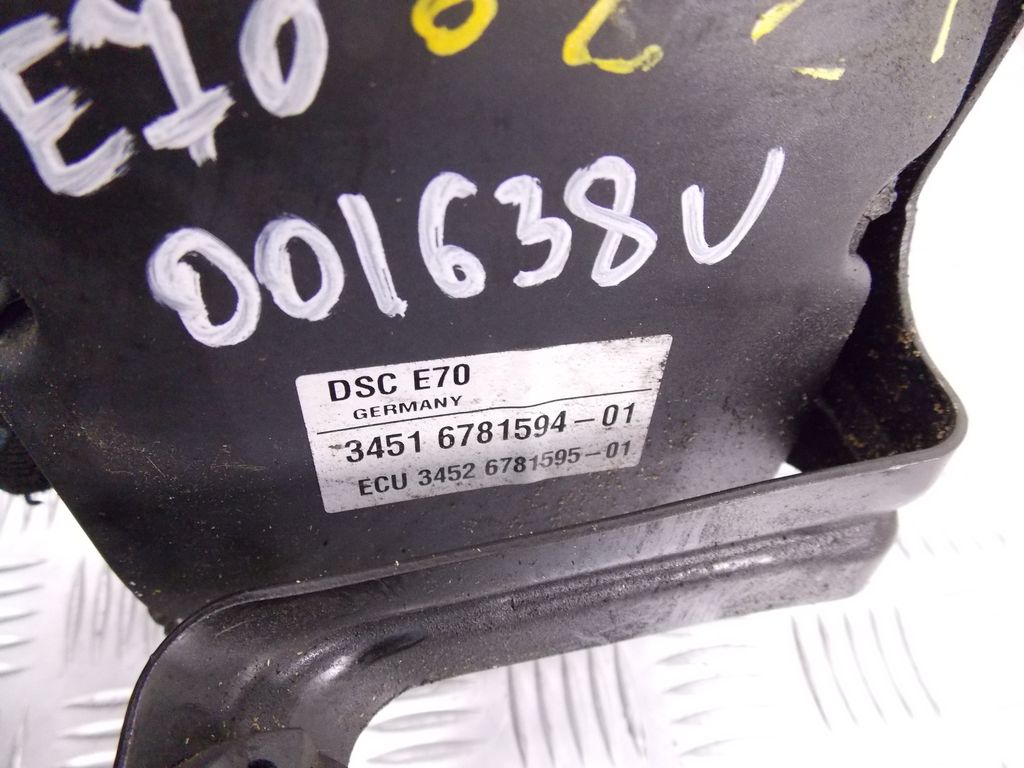 E70
001638V
DSC E70
GERMANY
3451 6781594-01
ECU 3452 6781595-01